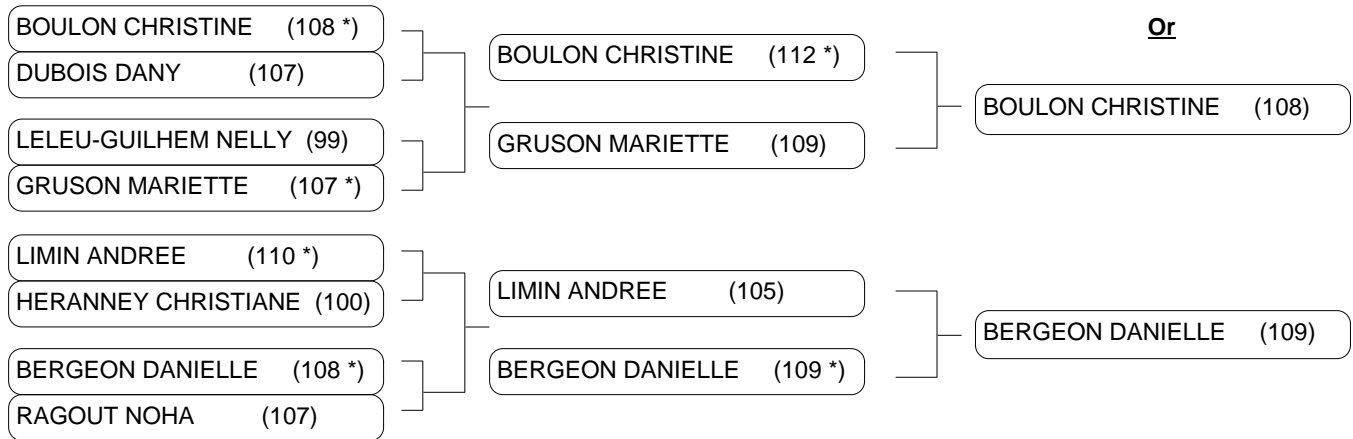 BOULON CHRISTINE (108 *)
DUBOIS DANY (107)
LELEU-GUILHEM NELLY (99)
GRUSON MARIETTE (107 *)
LIMIN ANDREE (110 *)
HERANNEY CHRISTIANE (100)
BERGEON DANIELLE (108 *)
RAGOUT NOHA (107)
BOULON CHRISTINE (112 *)
GRUSON MARIETTE (109)
LIMIN ANDREE (105)
BERGEON DANIELLE (109 *)
Or
BOULON CHRISTINE (108)
BERGEON DANIELLE (109)